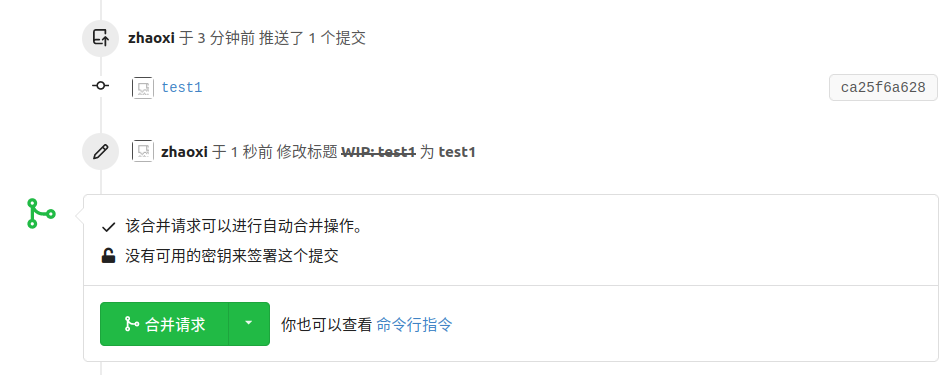 zhaoxi 于 3 分钟前 推送了 1 个提交
test1 ca25f6a628
zhaoxi 于 1 秒前 修改标题 WIP: test1 为 test1
该合并请求可以进行自动合并操作。
没有可用的密钥来签署这个提交
合并请求 你也可以查看 命令行指令